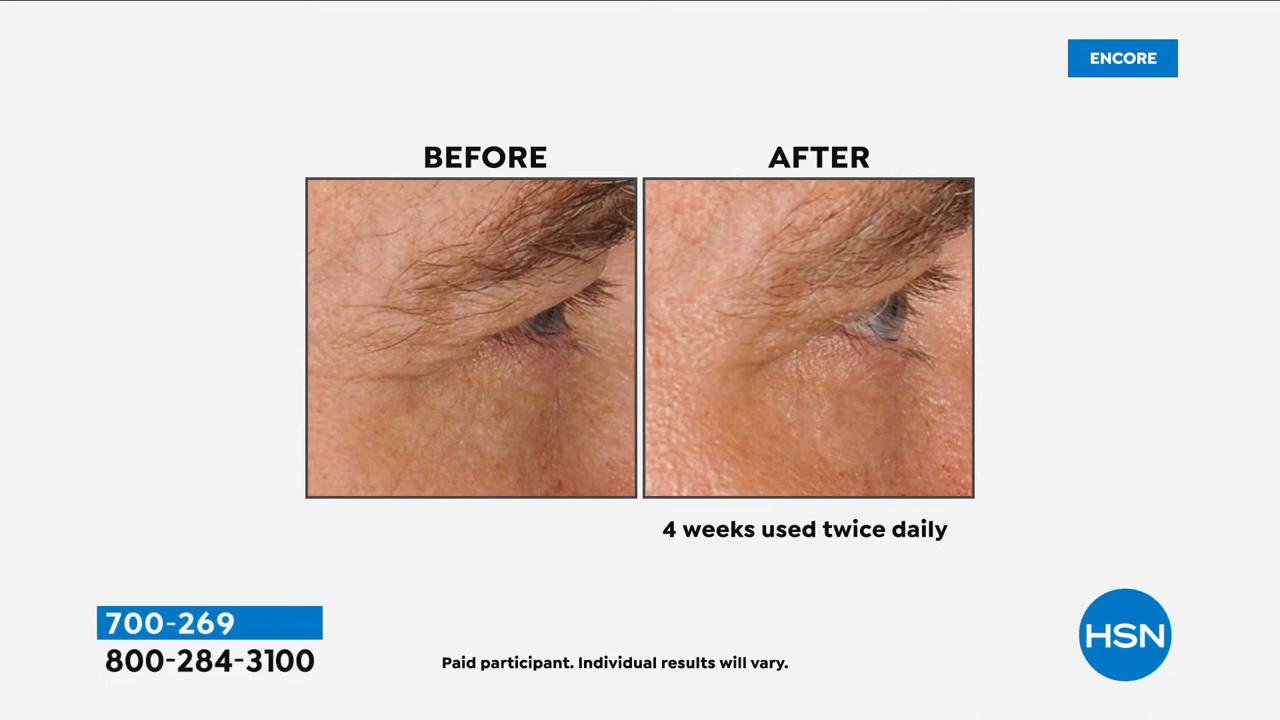 ENCORE
BEFORE
AFTER
4 weeks used twice daily
700-269
800-284-3100
Paid participant. Individual results will vary.
HSN